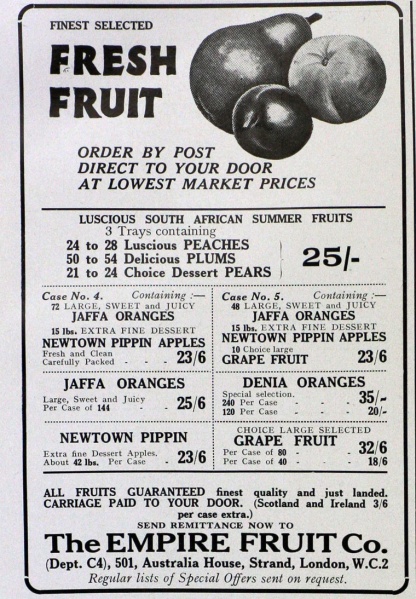 FINEST SELECTED
FRESH
FRUIT
ORDER BY POST
DIRECT TO YOUR DOOR
AT LOWEST MARKET PRICES
LUSCIOUS SOUTH AFRICAN SUMMER FRUITS
3 Trays containing
24 to 28 Luscious PEACHES
50 to 54 Delicious PLUMS
21 to 24 Choice Dessert PEARS
25/-
Case No. 4. Containing :—
72 LARGE, SWEET and JUICY
JAFFA ORANGES
15 lbs. EXTRA FINE DESSERT
NEWTOWN PIPPIN APPLES
Fresh and Clean
Carefully Packed - - - 23/6
Case No. 5. Containing :—
48 LARGE, SWEET and JUICY
JAFFA ORANGES
15 lbs. EXTRA FINE DESSERT
NEWTOWN PIPPIN APPLES
10 Choice large
GRAPE FRUIT 23/6
JAFFA ORANGES
Large, Sweet and Juicy
Per Case of 144 - - - 25/6
DENIA ORANGES
Special selection.
240 Per Case - - - 35/-
120 Per Case - - - 20/-
NEWTOWN PIPPIN
Extra fine Dessert Apples.
About 42 lbs. Per Case - 23/6
CHOICE LARGE SELECTED
GRAPE FRUIT
Per Case of 80 - - - 32/6
Per Case of 40 - - - 18/6
ALL FRUITS GUARANTEED finest quality and just landed.
CARRIAGE PAID TO YOUR DOOR. (Scotland and Ireland 3/6
per case extra.)
SEND REMITTANCE NOW TO
The EMPIRE FRUIT Co.
(Dept. C4), 501, Australia House, Strand, London, W.C.2
Regular lists of Special Offers sent on request.